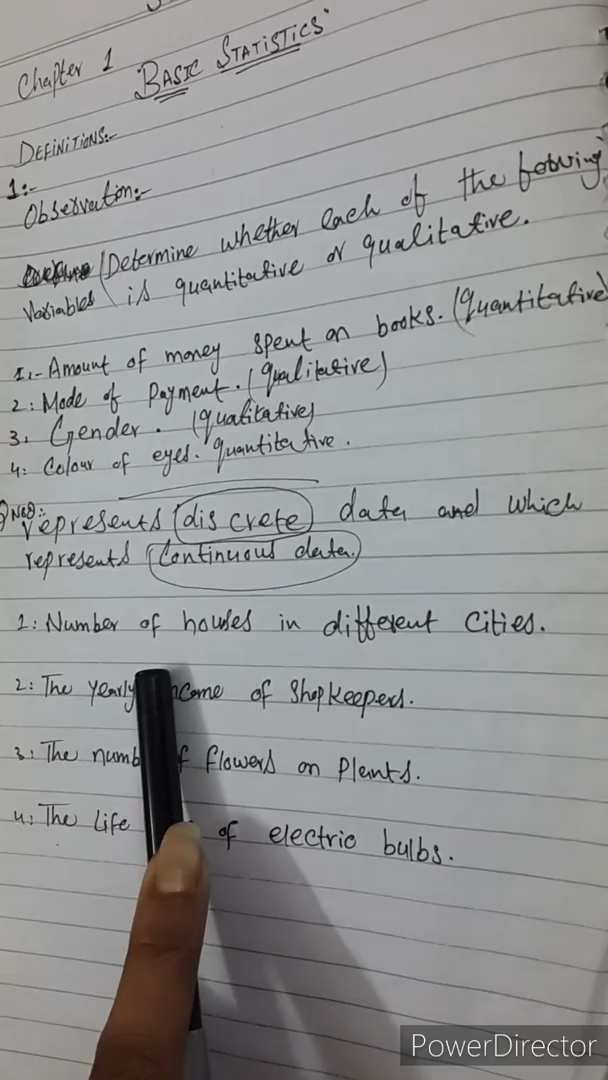 Chapter 1 BASIC STATISTICS
DEFINITIONS:-
1:-
Observation:-
(Determine whether each of the
Variables is quantitative or qualitative.
1:- Amount of money spent on books. (quantitative)
2: Mode of Payment. (qualitative)
3. Gender. (qualitative)
4: Colour of eyes. quantitative.
represents discrete data and which
represents (Continuous data.)
1: Number of houses in different Cities.
2: The yearly income of Shopkeepers.
3: The numb f flowers on Plants.
4: The Life of electric bulbs.
PowerDirector